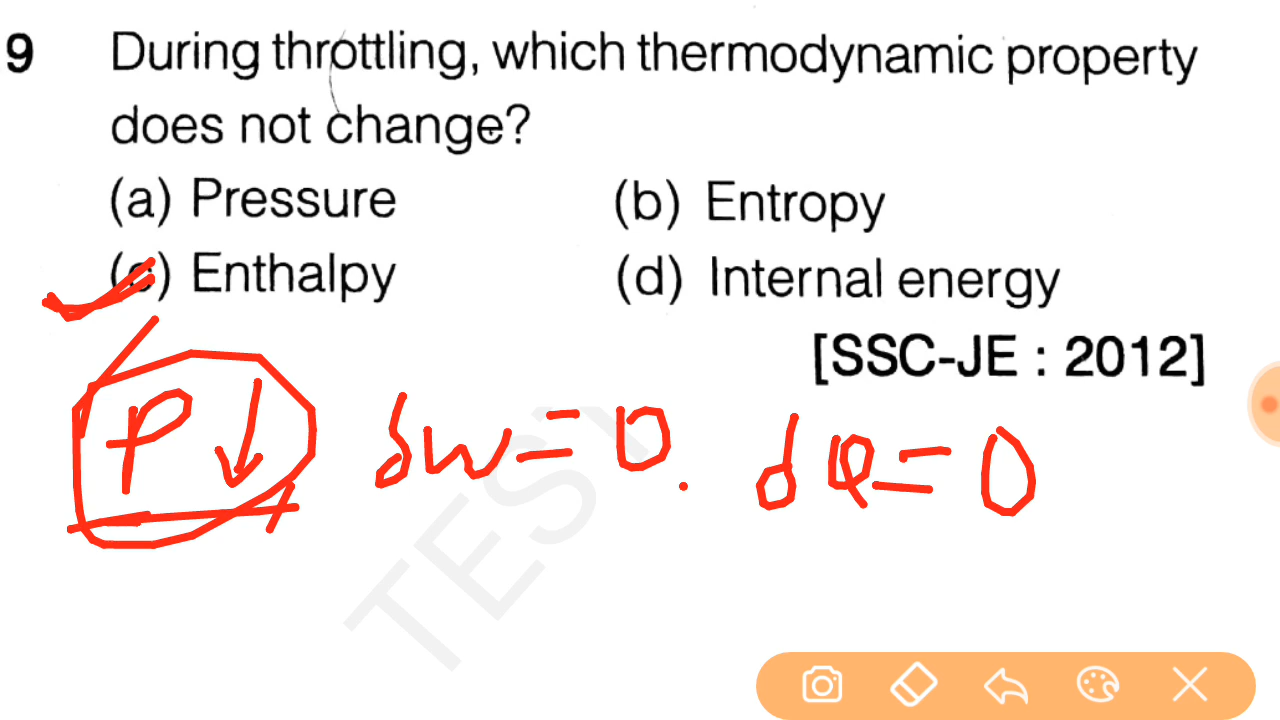 9 During throttling, which thermodynamic property
does not change?
(a) Pressure (b) Entropy
(c) Enthalpy (d) Internal energy
[SSC-JE : 2012]
P↓ δw=0. dQ=0
TEST